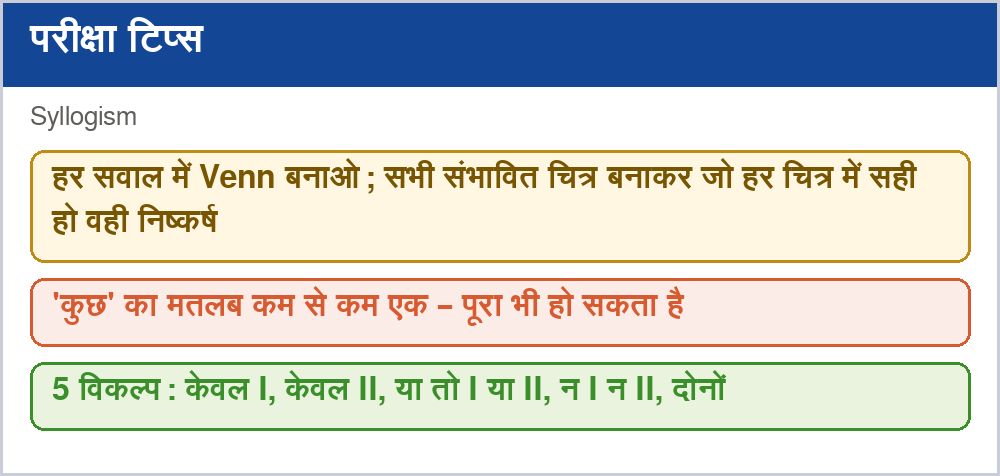 परीक्षा टिप्स
Syllogism
हर सवाल में Venn बनाओ ; सभी संभावित चित्र बनाकर जो हर चित्र में सही
हो वही निष्कर्ष
'कुछ' का मतलब कम से कम एक – पूरा भी हो सकता है
5 विकल्प : केवल I, केवल II, या तो I या II, न I न II, दोनों